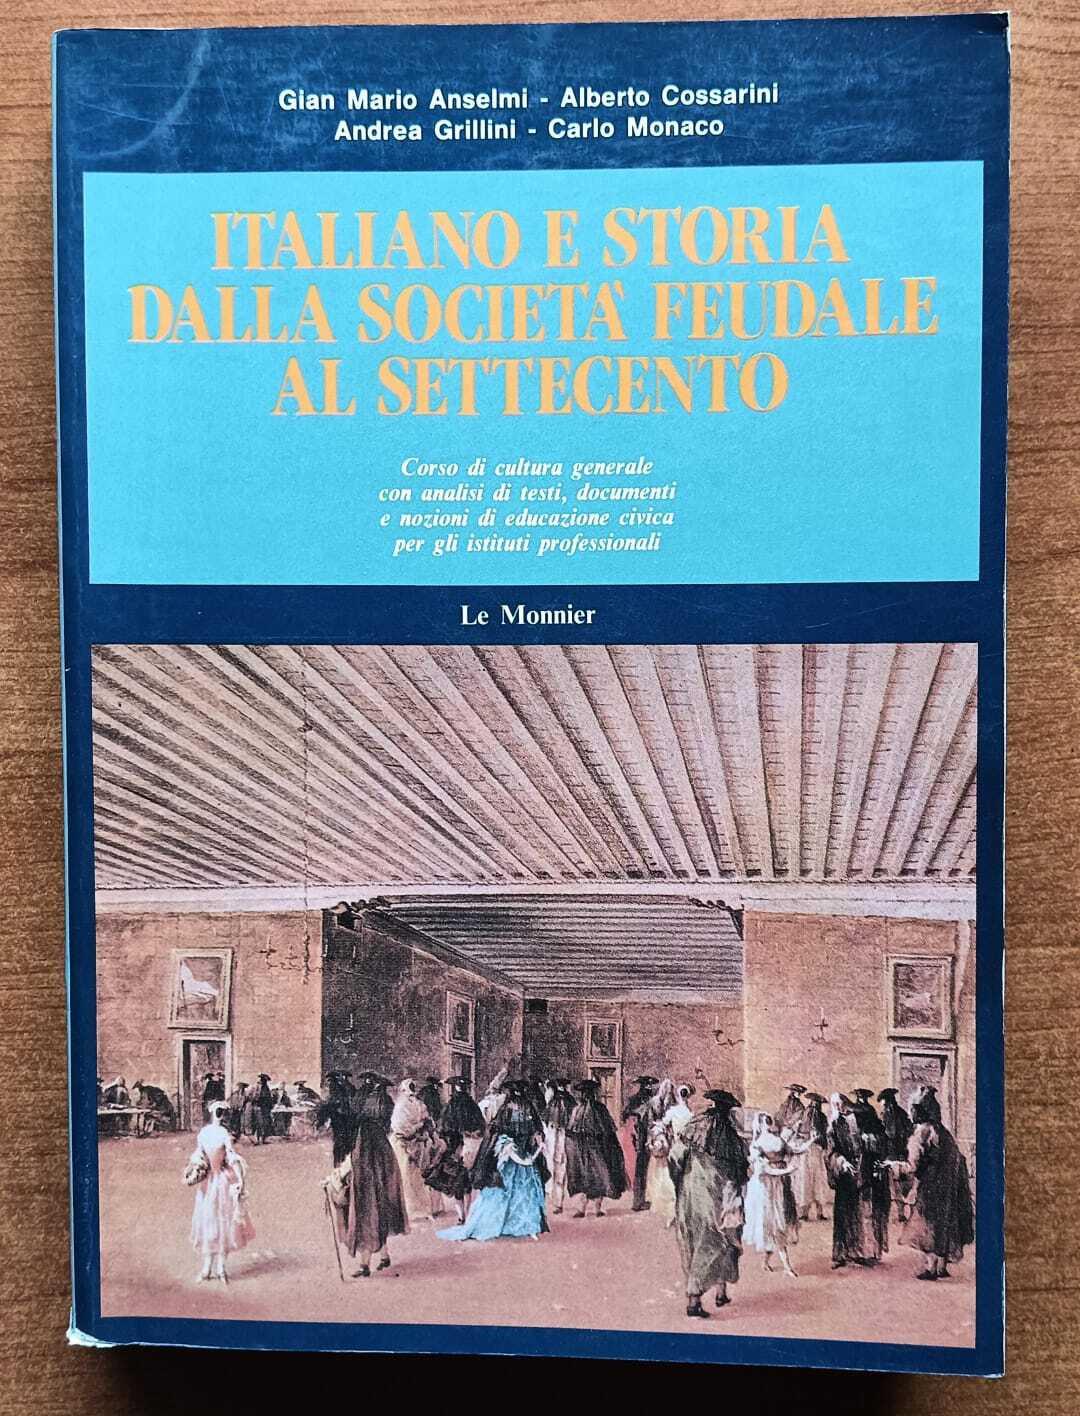 Gian Mario Anselmi - Alberto Cossarini
Andrea Grillini - Carlo Monaco
ITALIANO E STORIA
DALLA SOCIETA' FEUDALE
AL SETTECENTO
Corso di cultura generale
con analisi di testi, documenti
e nozioni di educazione civica
per gli istituti professionali
Le Monnier